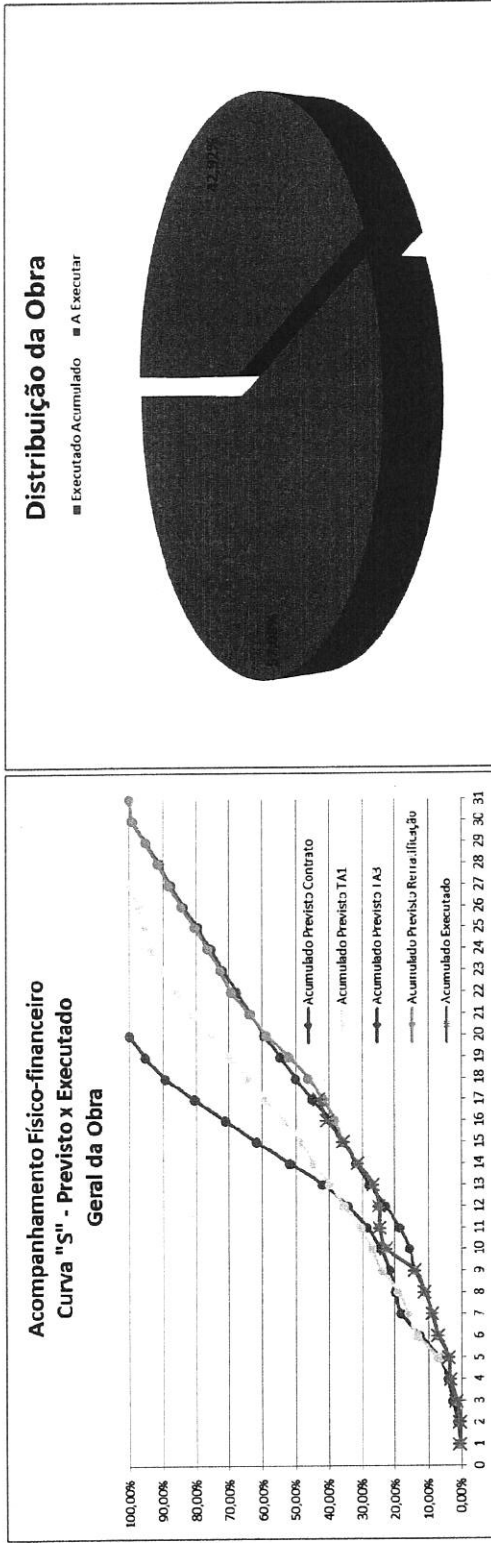 Acompanhamento Físico-financeiro
Curva "S" - Previsto x Executado
Geral da Obra
100,00%
90,00%
80,00%
70,00%
60,00%
50,00%
40,00%
30,00%
20,00%
10,00%
0,00%
0 1 2 3 4 5 6 7 8 9 10 11 12 13 14 15 16 17 18 19 20 21 22 23 24 25 26 27 28 29 30 31
Acumulado Previsto Contrato
Acumulado Previsto TA1
Acumulado Previsto TA3
Acumulado Previsto Rerratificação
Acumulado Executado
Distribuição da Obra
Executado Acumulado A Executar
42,92%